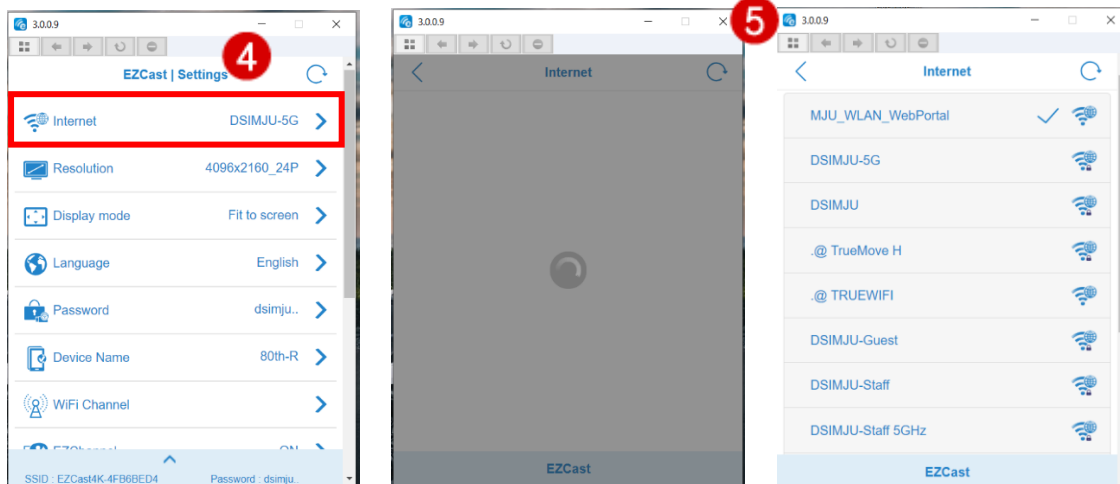 3.0.0.9
4
EZCast | Settings
Internet DSIMJU-5G
Resolution 4096x2160_24P
Display mode Fit to screen
Language English
Password dsimju..
Device Name 80th-R
WiFi Channel
EZChannel ON
SSID : EZCast4K-4FB6BED4 Password : dsimju..
3.0.0.9
Internet
EZCast
5
3.0.0.9
Internet
MJU_WLAN_WebPortal
DSIMJU-5G
DSIMJU
.@ TrueMove H
.@ TRUEWIFI
DSIMJU-Guest
DSIMJU-Staff
DSIMJU-Staff 5GHz
EZCast